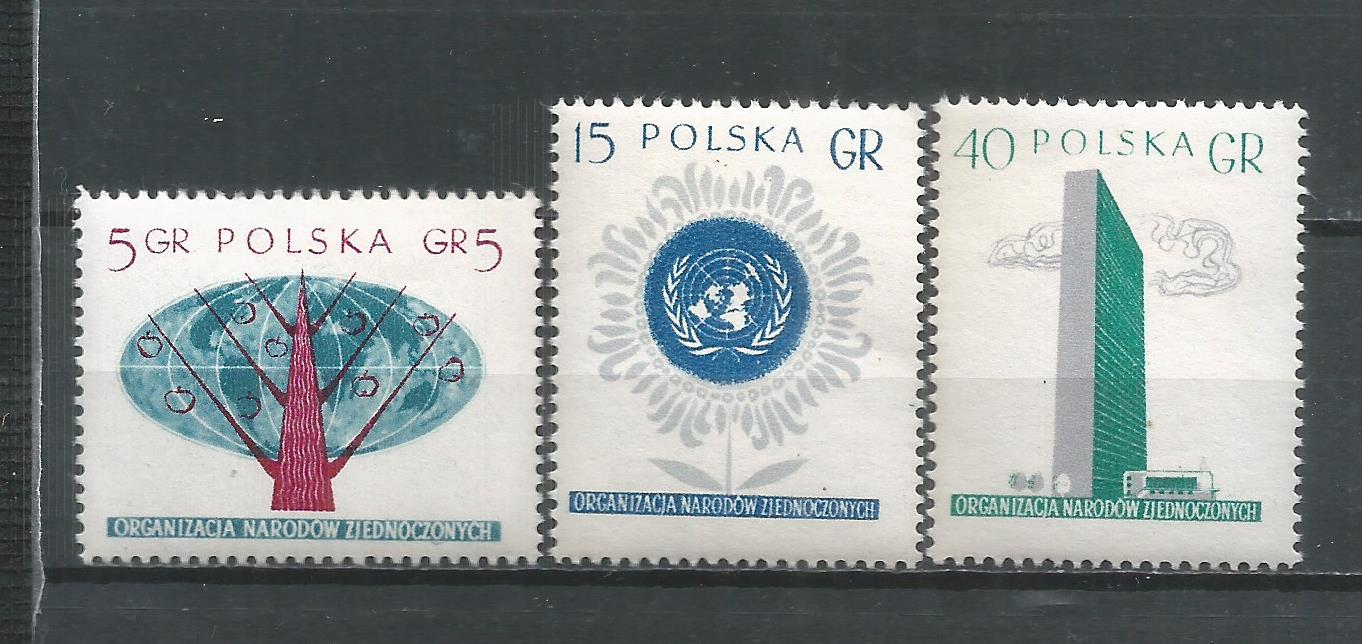 5 GR POLSKA GR 5
ORGANIZACJA NARODÓW ZJEDNOCZONYCH
15 POLSKA GR
ORGANIZACJA NARODÓW ZJEDNOCZONYCH
40 POLSKA GR
ORGANIZACJA NARODÓW ZJEDNOCZONYCH